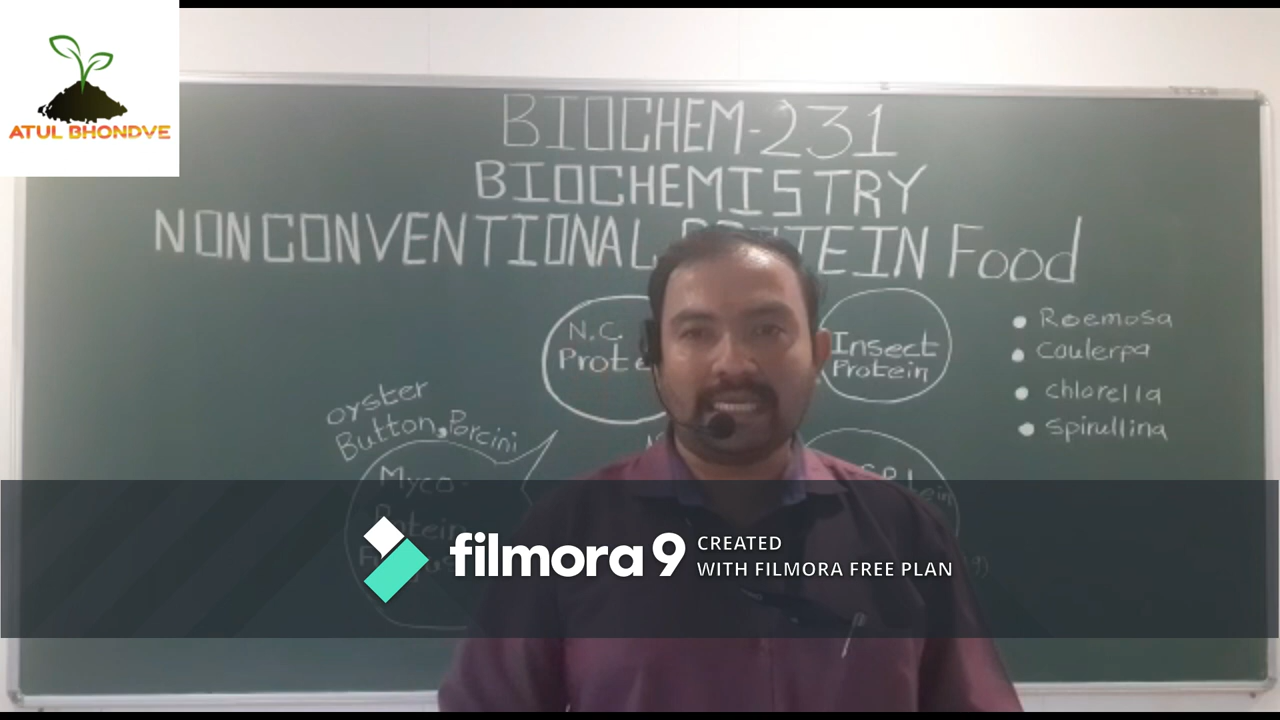 ATUL BHONDVE
BIOCHEM-231
BIOCHEMISTRY
NONCONVENTIONAL PROTEIN Food
N.C.
Insect
Protein
Roemosa
Caulerpa
chlorella
Spirullina
oyster
Button, Porcini
Myco-
filmora 9
CREATED
WITH FILMORA FREE PLAN